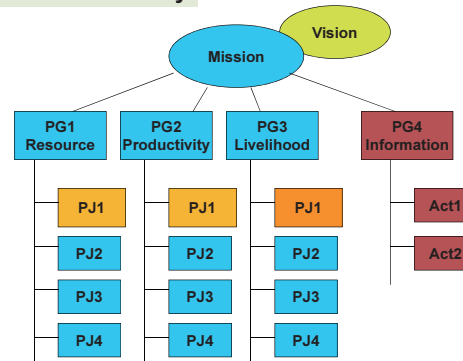 Vision
Mission
PG1
Resource
PG2
Productivity
PG3
Livelihood
PG4
Information
PJ1
PJ2
PJ3
PJ4
PJ1
PJ2
PJ3
PJ4
PJ1
PJ2
PJ3
PJ4
Act1
Act2